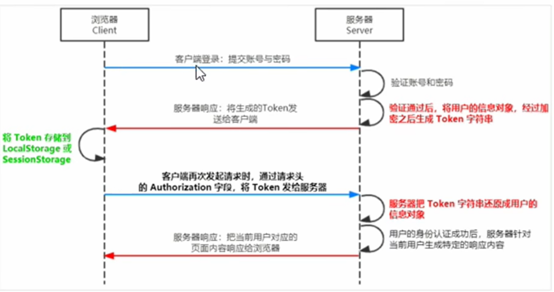 浏览器
Client
服务器
Server
客户端登录：提交账号与密码
验证账号和密码
服务器响应：将生成的Token发
送给客户端
验证通过后，将用户的信息对象，经过加
密之后生成 Token 字符串
将 Token 存储到
LocalStorage 或
SessionStorage
客户端再次发起请求时，通过请求头
的 Authorization 字段，将 Token 发给服务器
服务器把 Token 字符串还原成用户的
信息对象
服务器响应：把当前用户对应的
页面内容响应给浏览器
用户的身份认证成功后，服务器针对
当前用户生成特定的响应内容